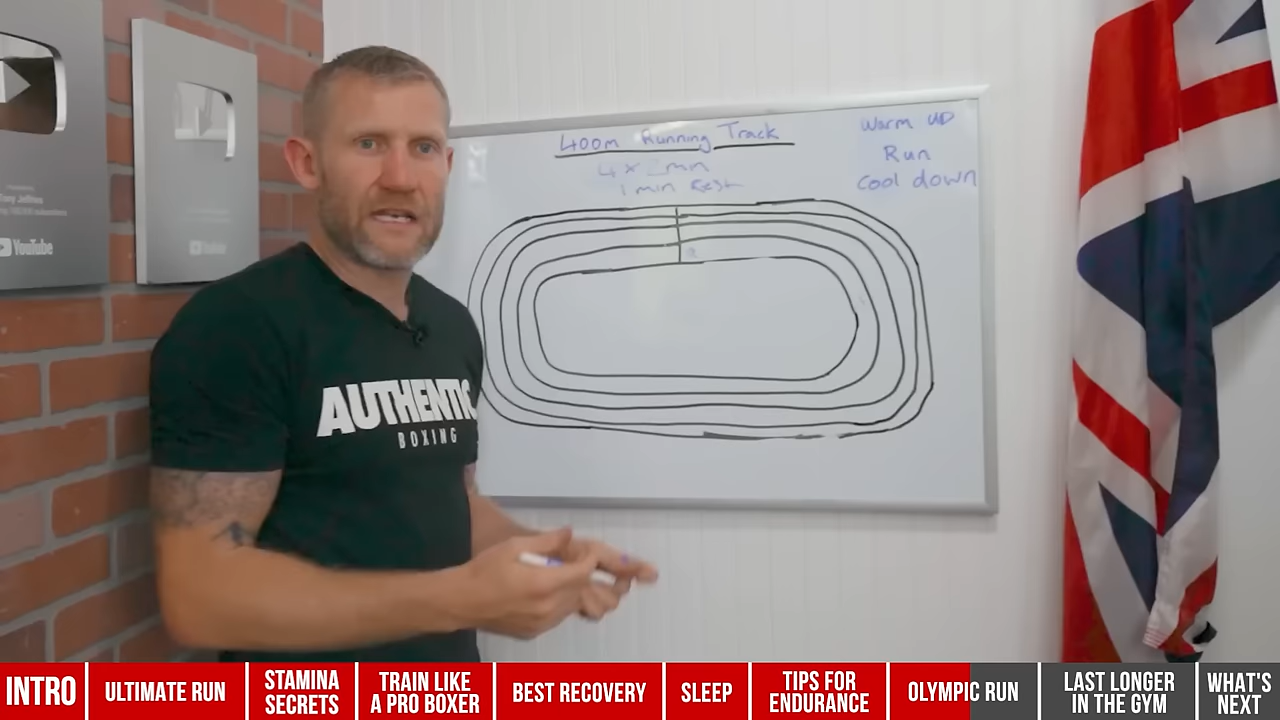 YouTube
YouTube
400m Running Track
4 x min
1 min Rest
Warm UP
Run
Cool down
AUTHENTIC
BOXING
INTRO
ULTIMATE RUN
STAMINA
SECRETS
TRAIN LIKE
A PRO BOXER
BEST RECOVERY
SLEEP
TIPS FOR
ENDURANCE
OLYMPIC RUN
LAST LONGER
IN THE GYM
WHAT'S
NEXT